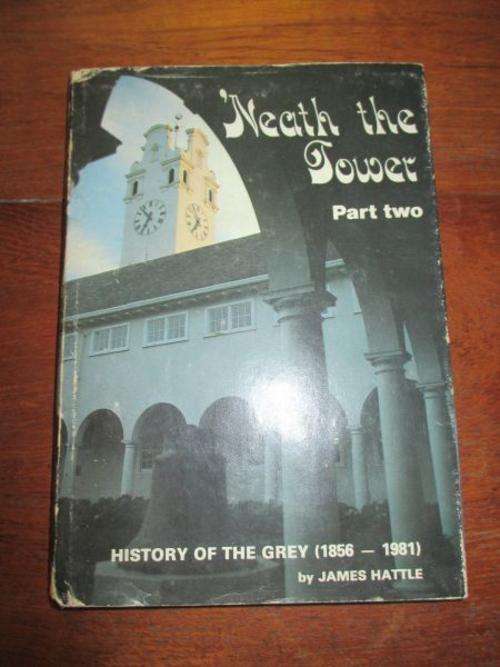 'Neath the
Tower
Part two
HISTORY OF THE GREY (1856 – 1981)
by JAMES HATTLE